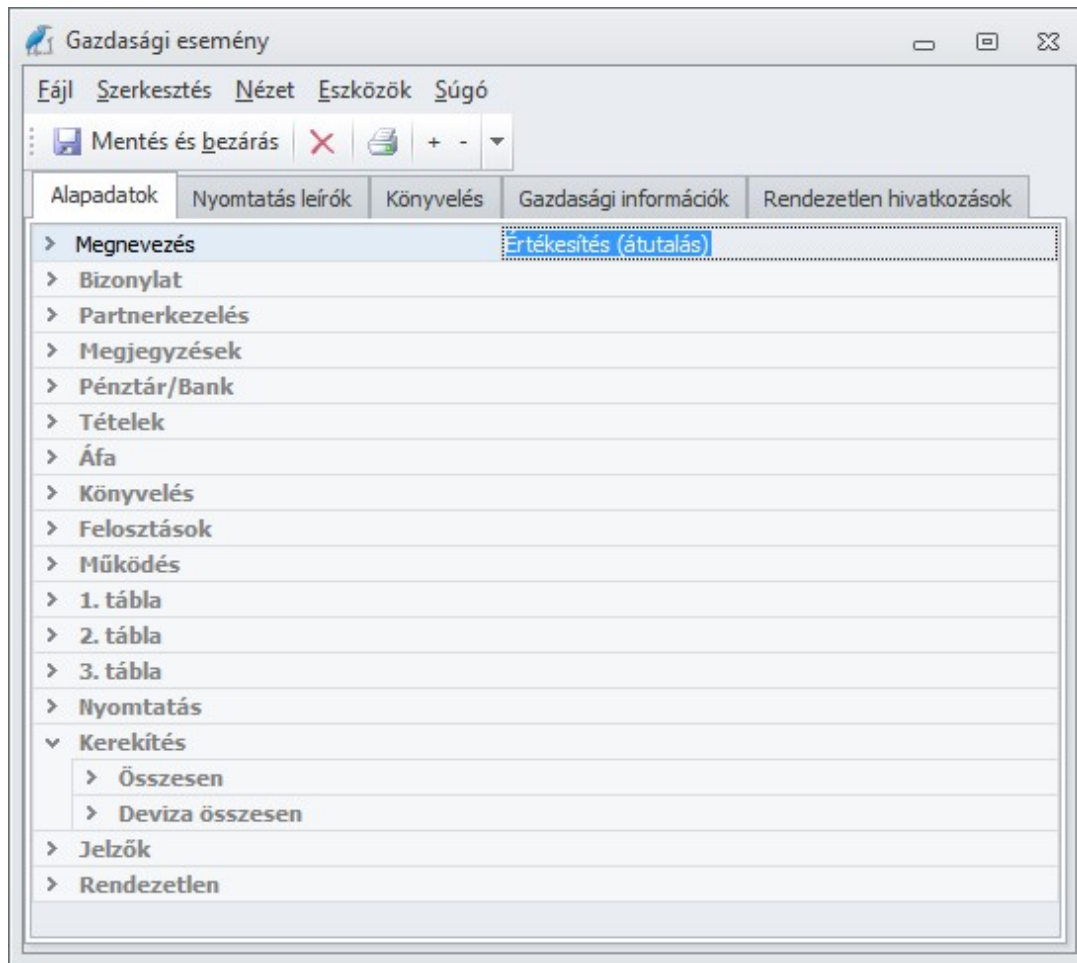 Gazdasági esemény
Fájl Szerkesztés Nézet Eszközök Súgó
Mentés és bezárás + -
Alapadatok Nyomtatás leírók Könyvelés Gazdasági információk Rendezetlen hivatkozások
Megnevezés Értékesítés (átutalás)
Bizonylat
Partnerkezelés
Megjegyzések
Pénztár/Bank
Tételek
Áfa
Könyvelés
Felosztások
Működés
1. tábla
2. tábla
3. tábla
Nyomtatás
Kerekítés
Összesen
Deviza összesen
Jelzők
Rendezetlen